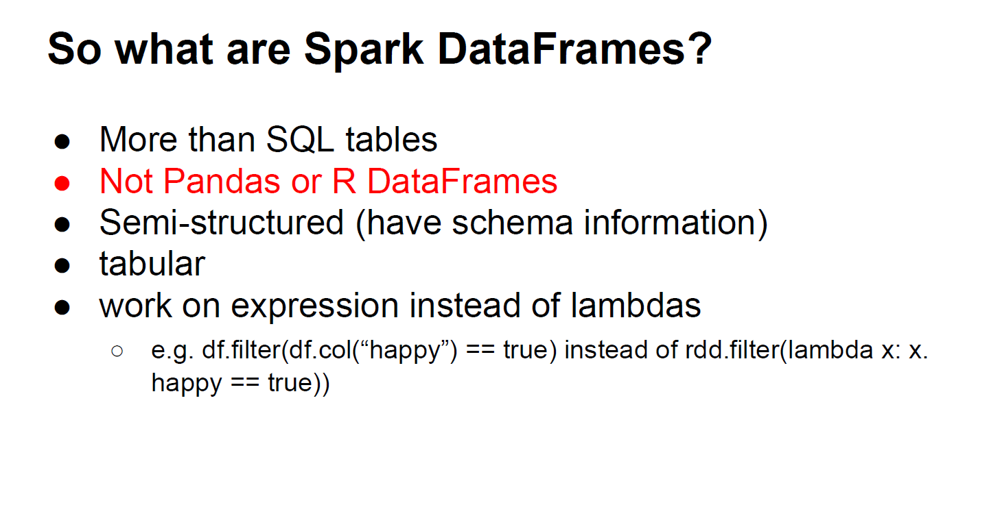 So what are Spark DataFrames?
● More than SQL tables
● Not Pandas or R DataFrames
● Semi-structured (have schema information)
● tabular
● work on expression instead of lambdas
○ e.g. df.filter(df.col(“happy”) == true) instead of rdd.filter(lambda x: x.
happy == true))